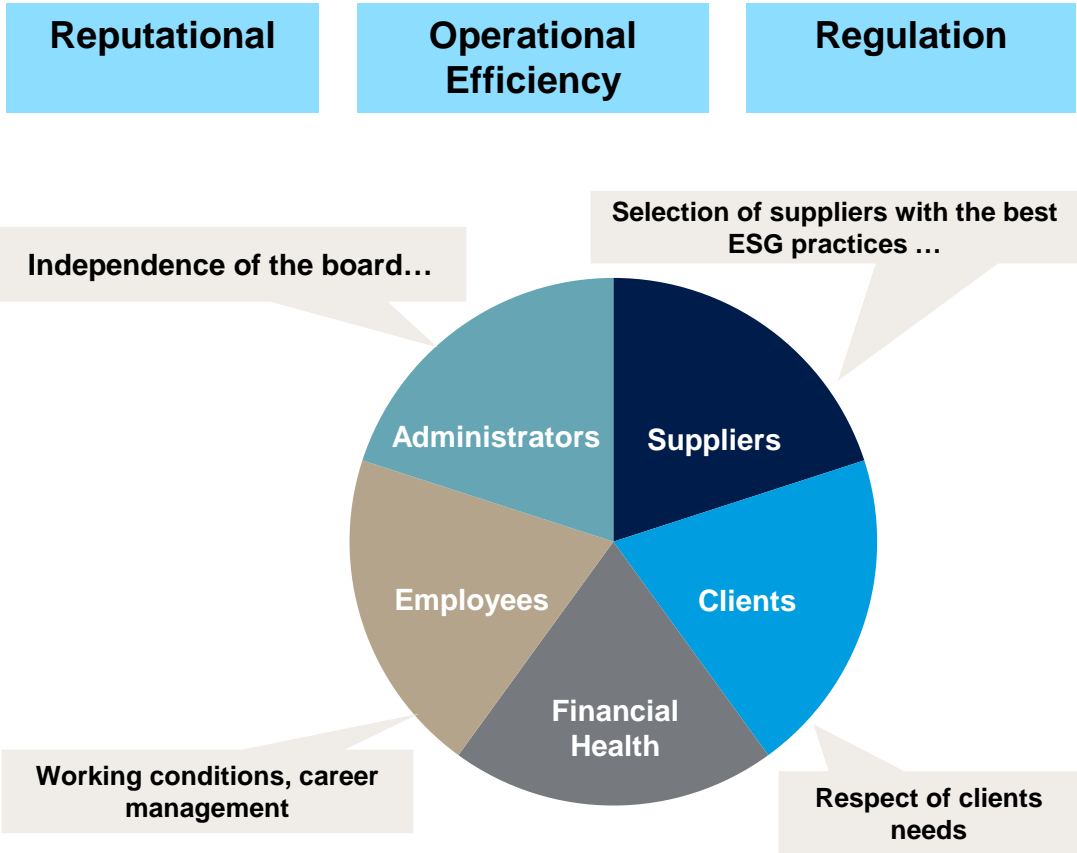 Reputational
Operational
Efficiency
Regulation
Selection of suppliers with the best
ESG practices …
Independence of the board…
Administrators
Suppliers
Employees
Clients
Financial
Health
Working conditions, career
management
Respect of clients
needs